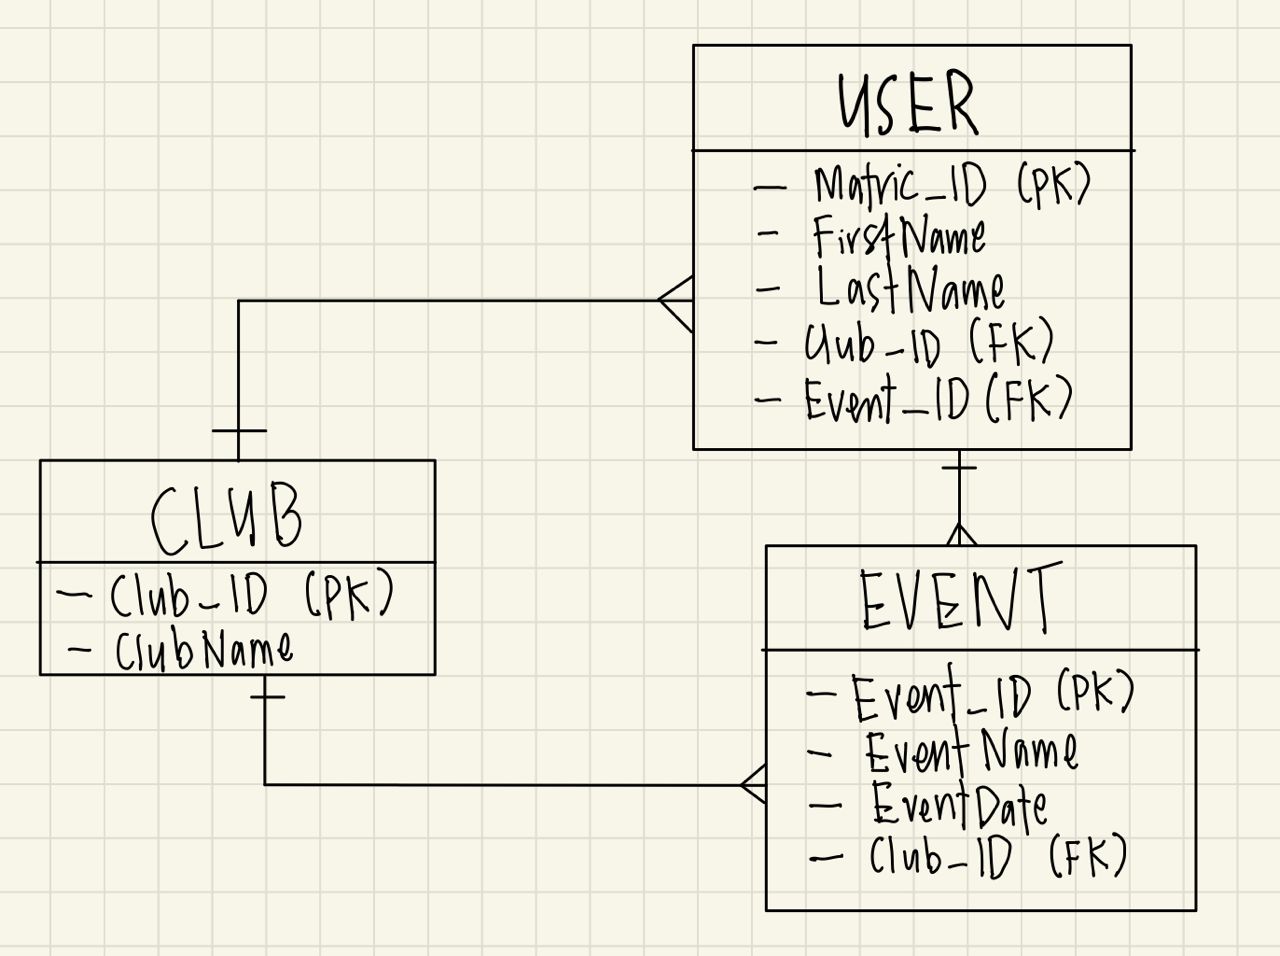 USER
- Matric_ID (PK)
- FirstName
- LastName
- Club_ID (FK)
- Event_ID (FK)
CLUB
- Club_ID (PK)
- ClubName
EVENT
- Event_ID (PK)
- EventName
- EventDate
- Club_ID (FK)